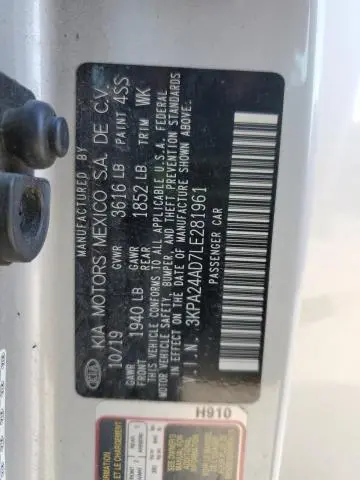 MANUFACTURED BY
KIA KIA MOTORS MEXICO S.A. DE C.V.
10/19 GVWR 3616 LB PAINT 4SS
GAWR FRONT 1940 LB GAWR REAR 1852 LB TRIM WK
THIS VEHICLE CONFORMS TO ALL APPLICABLE U.S.A. FEDERAL
MOTOR VEHICLE SAFETY, BUMPER, AND THEFT PREVENTION STANDARDS
IN EFFECT ON THE DATE OF MANUFACTURE SHOWN ABOVE.
V.I.N. : 3KPA24AD7LE281961
PASSENGER CAR
H910